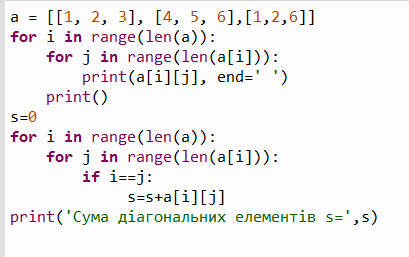 a = [[1, 2, 3], [4, 5, 6],[1,2,6]]
for i in range(len(a)):
    for j in range(len(a[i])):
        print(a[i][j], end=' ')
    print()
s=0
for i in range(len(a)):
    for j in range(len(a[i])):
        if i==j:
            s=s+a[i][j]
print('Сума діагональних елементів s=',s)